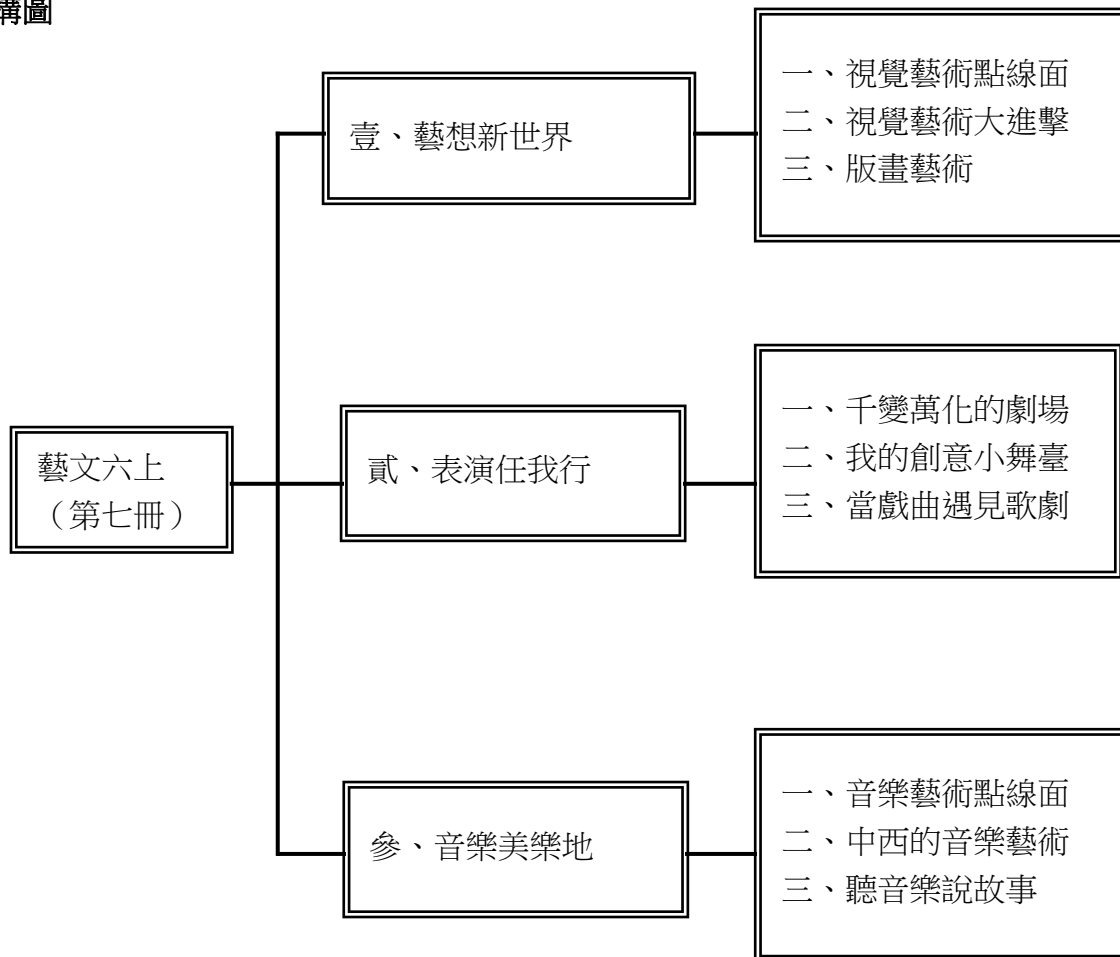 構圖
藝文六上
（第七冊）
壹、藝想新世界
一、視覺藝術點線面
二、視覺藝術大進擊
三、版畫藝術
貳、表演任我行
一、千變萬化的劇場
二、我的創意小舞臺
三、當戲曲遇見歌劇
參、音樂美樂地
一、音樂藝術點線面
二、中西的音樂藝術
三、聽音樂說故事